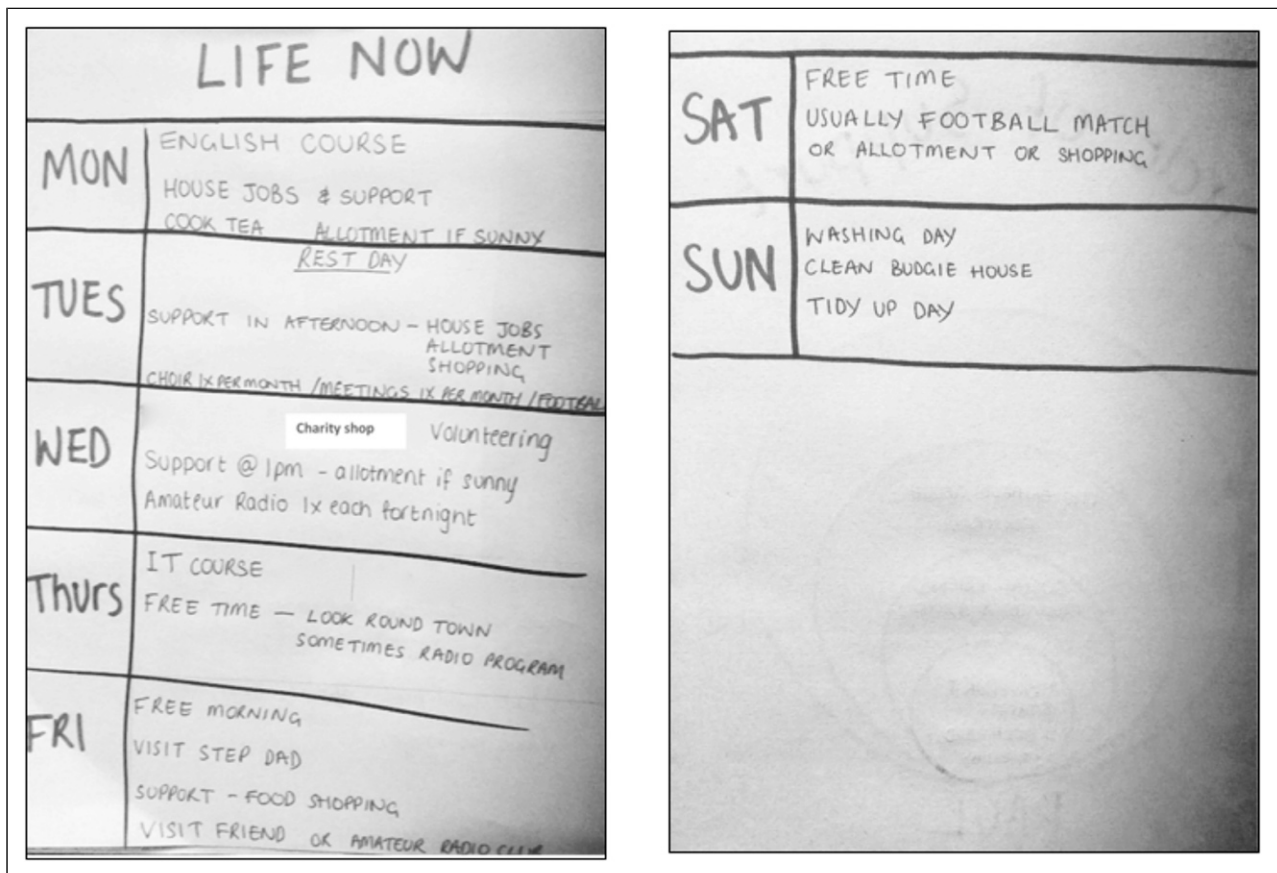 LIFE NOW
MON
ENGLISH COURSE
HOUSE JOBS & SUPPORT
COOK TEA ALLOTMENT IF SUNNY
TUES
REST DAY
SUPPORT IN AFTERNOON - HOUSE JOBS
ALLOTMENT
SHOPPING
CHOIR 1X PER MONTH / MEETINGS 1X PER MONTH / FOOTBAL
WED
Charity shop Volunteering
Support @ 1pm - allotment if sunny
Amateur Radio 1x each fortnight
Thurs
IT COURSE
FREE TIME - LOOK ROUND TOWN
SOMETIMES RADIO PROGRAM
FRI
FREE MORNING
VISIT STEP DAD
SUPPORT - FOOD SHOPPING
VISIT FRIEND OR AMATEUR RADIO CLUB
SAT
FREE TIME
USUALLY FOOTBALL MATCH
OR ALLOTMENT OR SHOPPING
SUN
WASHING DAY
CLEAN BUDGIE HOUSE
TIDY UP DAY